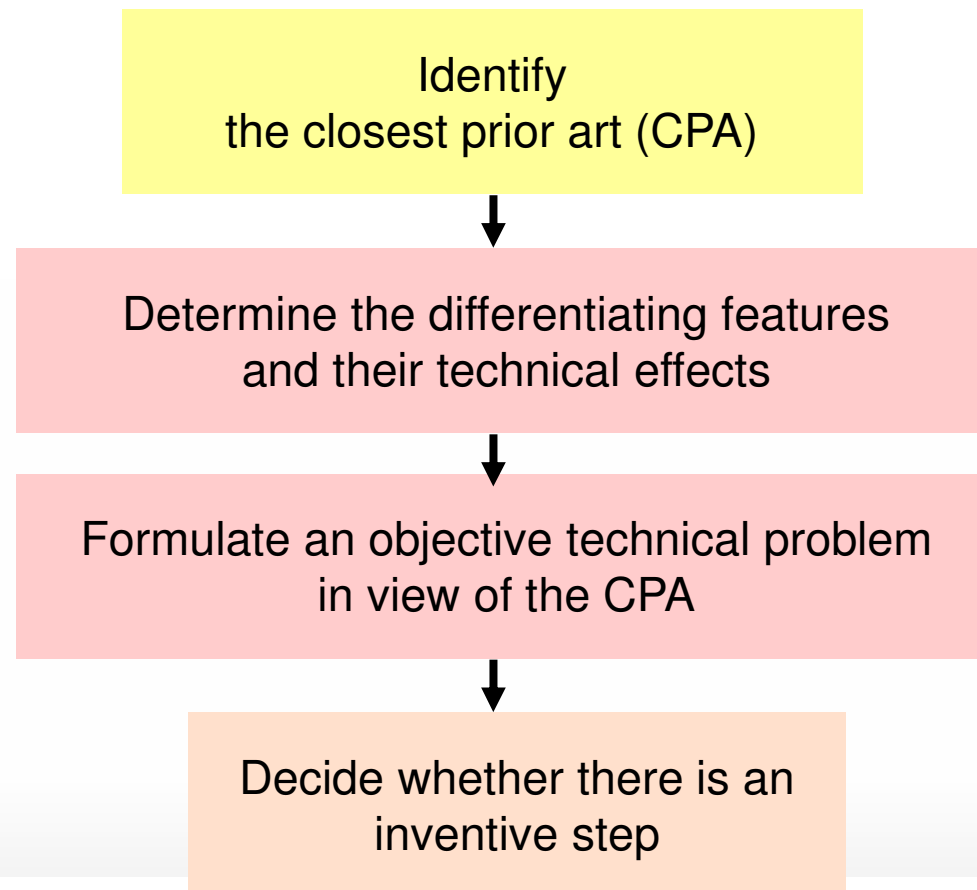 Identify
the closest prior art (CPA)
Determine the differentiating features
and their technical effects
Formulate an objective technical problem
in view of the CPA
Decide whether there is an
inventive step